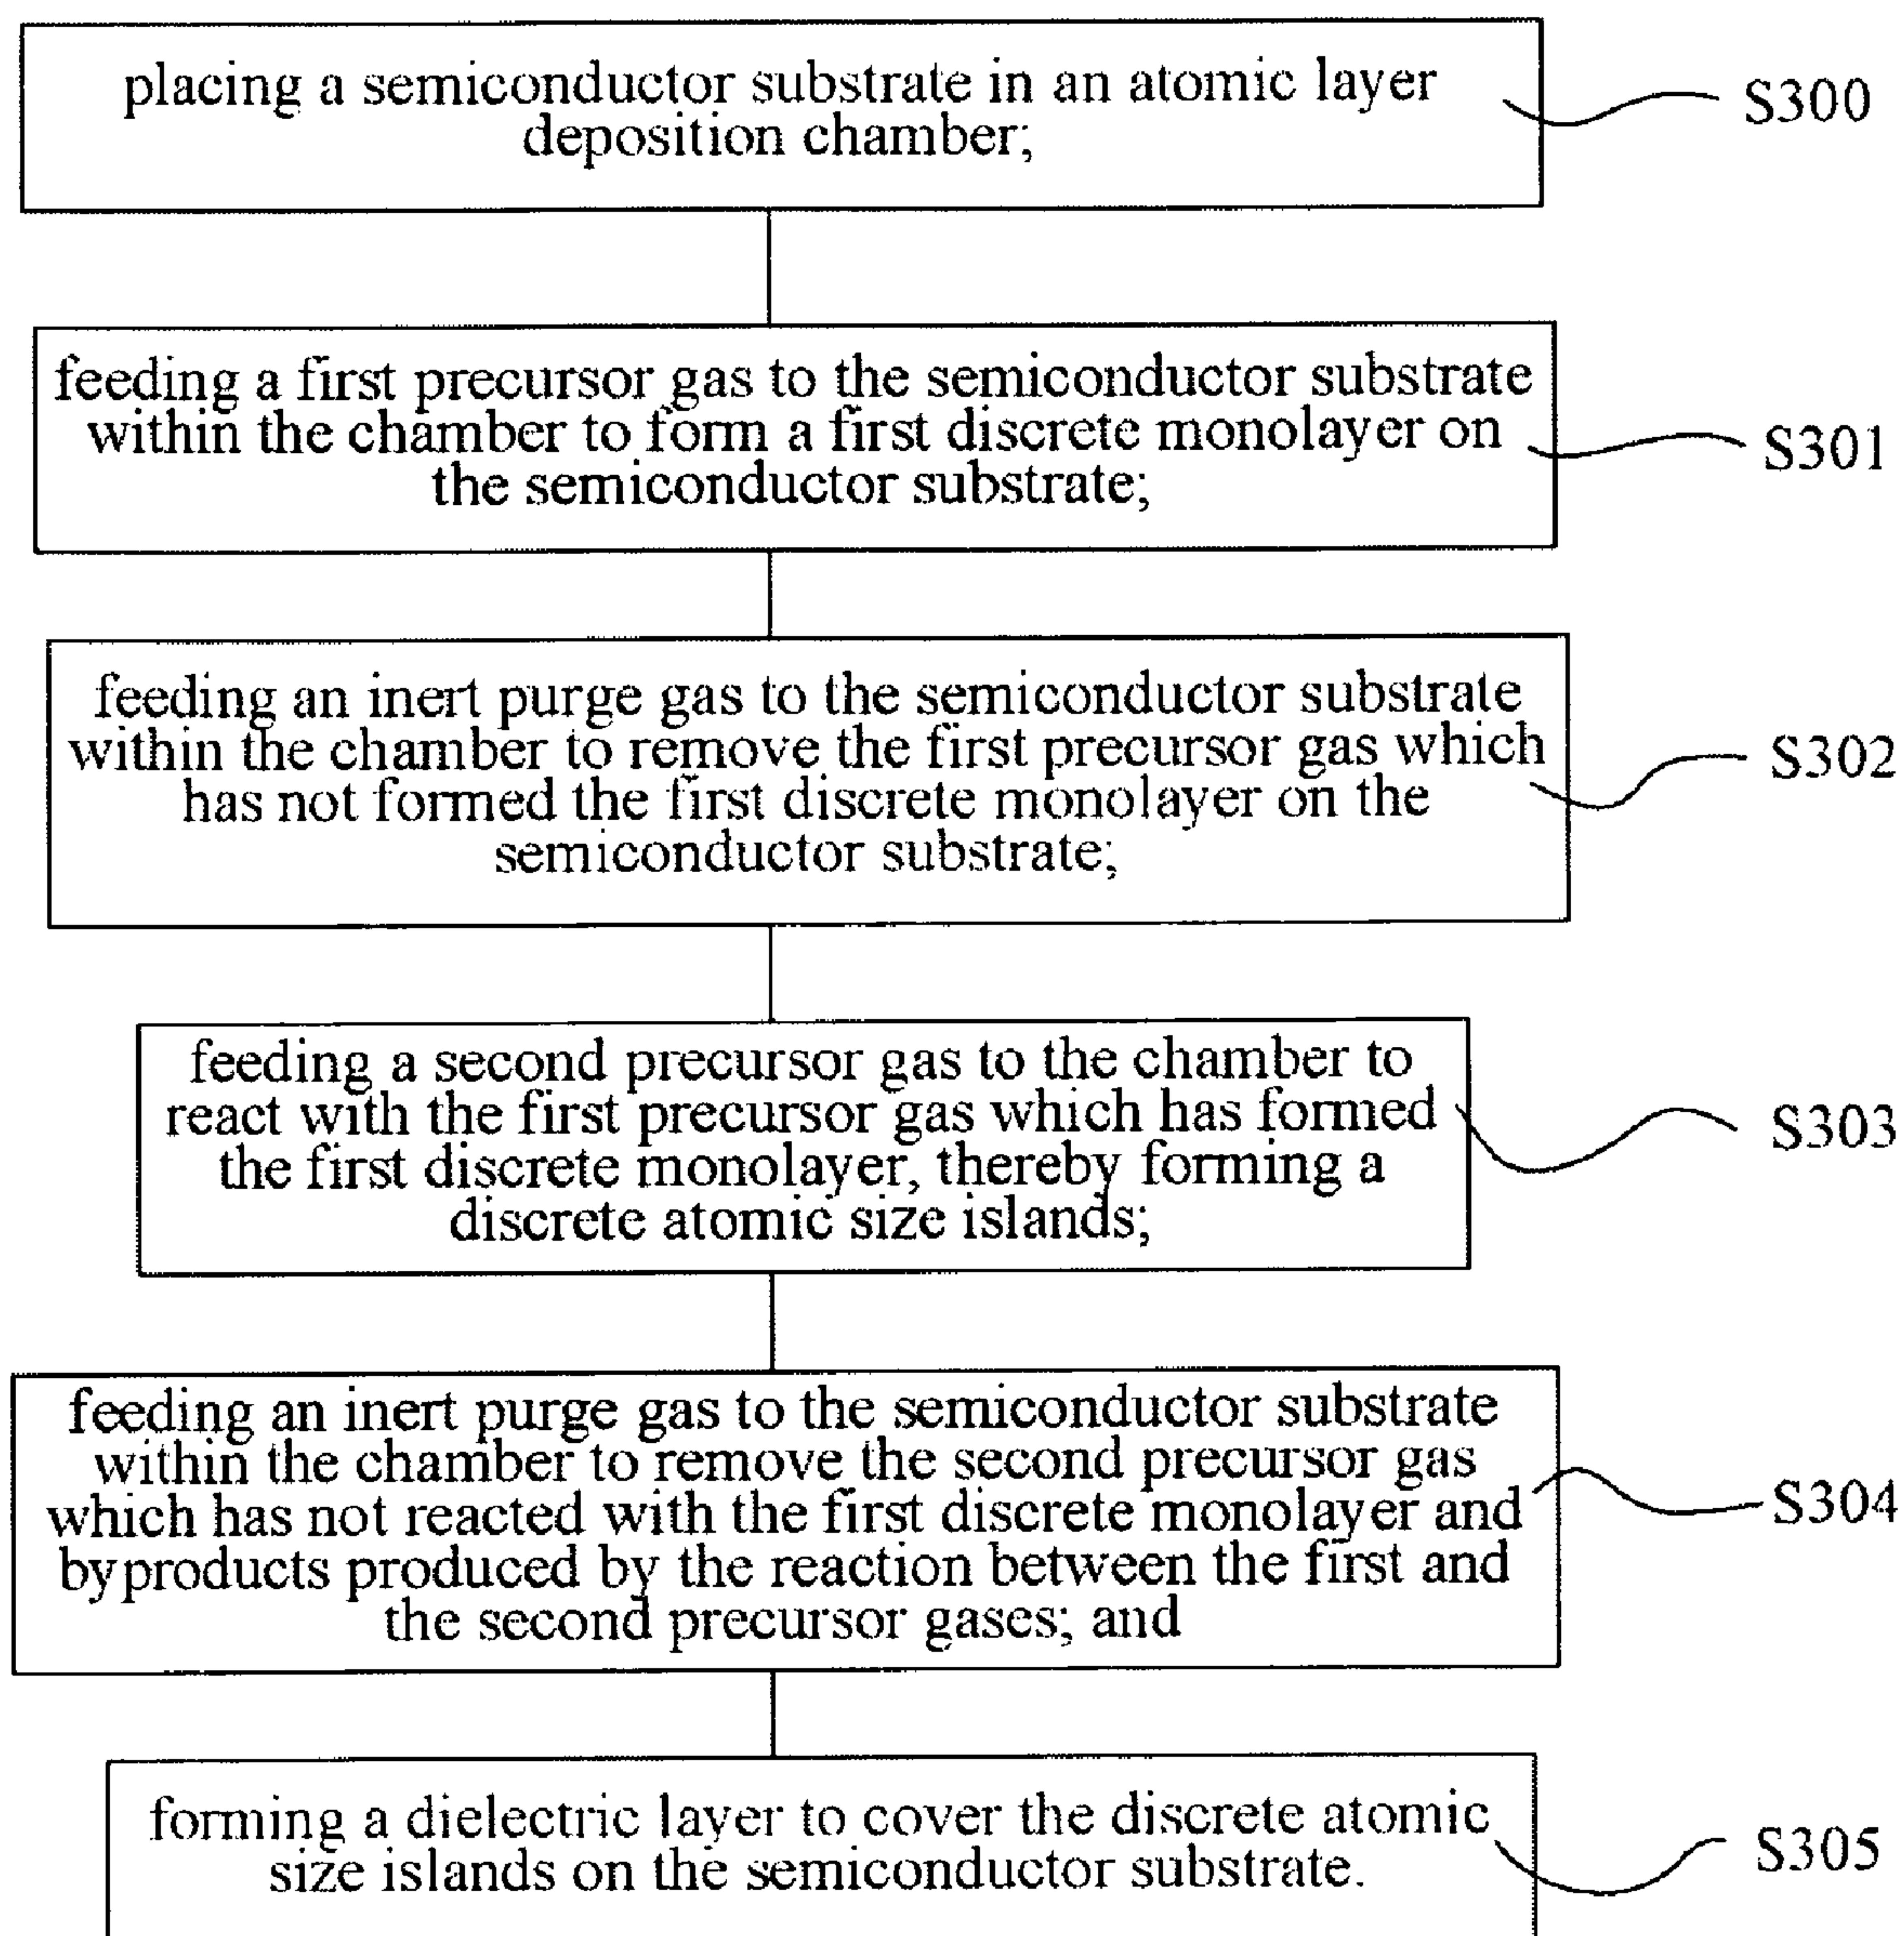 placing a semiconductor substrate in an atomic layer
deposition chamber;
S300
feeding a first precursor gas to the semiconductor substrate
within the chamber to form a first discrete monolayer on
the semiconductor substrate;
S301
feeding an inert purge gas to the semiconductor substrate
within the chamber to remove the first precursor gas which
has not formed the first discrete monolayer on the
semiconductor substrate;
S302
feeding a second precursor gas to the chamber to
react with the first precursor gas which has formed
the first discrete monolayer, thereby forming a
discrete atomic size islands;
S303
feeding an inert purge gas to the semiconductor substrate
within the chamber to remove the second precursor gas
which has not reacted with the first discrete monolayer and
byproducts produced by the reaction between the first and
the second precursor gases; and
S304
forming a dielectric layer to cover the discrete atomic
size islands on the semiconductor substrate.
S305